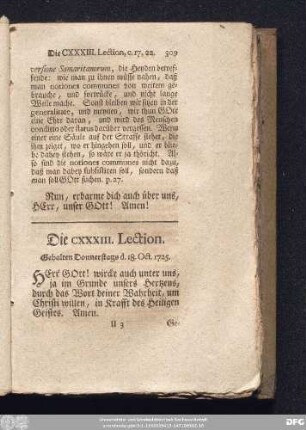 Die CXXXIII. Lection, c. 17, 22. 309
versione Samaritanorum, die Heyden betref-
fende: wie man zu ihnen müsse nahen, daß
man notiones communes von weiten ge-
brauche, und fortrücke, und nicht lange
Weile mache. Sonst bleiben wir sitzen in der
generalitate, und meynen, wir thun GOtt
eine Ehre daran, und wird des Menschen
conditio oder status darüber vergessen. Wenn
einer eine Säule auf der Strasse siehet, die
ihm zeiget, wo er hingehen soll, und er blie-
be dabey stehen, so wäre er ja thöricht. Al-
so sind die notiones communes nicht dazu,
daß man dabey subsistiren soll, sondern daß
man soll GOtt suchen. p. 27.
Nun, erbarme dich auch über uns,
HErr, unser GOtt! Amen!
Die CXXXIII. Lection.
Gehalten Donnerstags d. 18. Oct. 1725.
HErr GOtt! wircke auch unter uns,
ja im Grunde unsers Hertzens,
durch das Wort deiner Wahrheit, um
Christi willen, in Krafft des Heiligen
Geistes. Amen.
U 3 Ge-
DFG